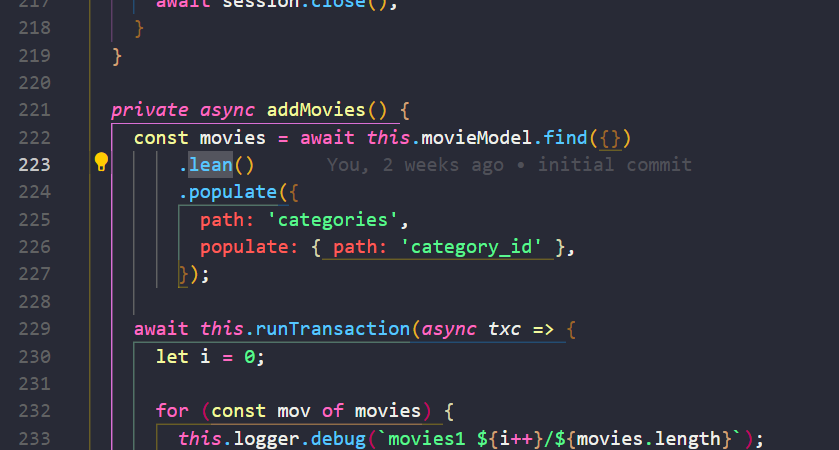 217 await session.close();
218 }
219 }
220
221 private async addMovies() {
222 const movies = await this.movieModel.find({})
223 .lean() You, 2 weeks ago • initial commit
224 .populate({
225 path: 'categories',
226 populate: { path: 'category_id' },
227 });
228
229 await this.runTransaction(async txc => {
230 let i = 0;
231
232 for (const mov of movies) {
233 this.logger.debug(`movies1 ${i++}/${movies.length}`);